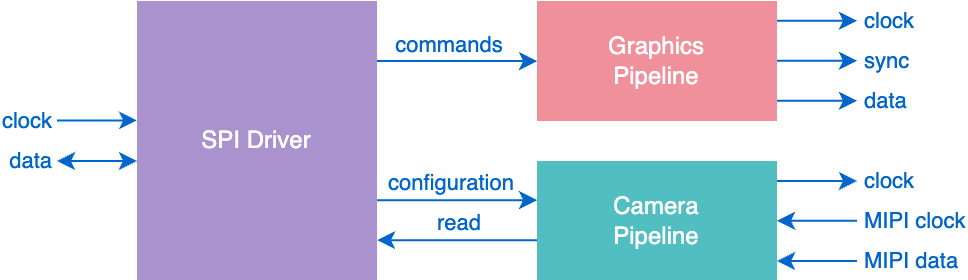 clock
data
SPI Driver
commands
configuration
read
Graphics
Pipeline
clock
sync
data
Camera
Pipeline
clock
MIPI clock
MIPI data